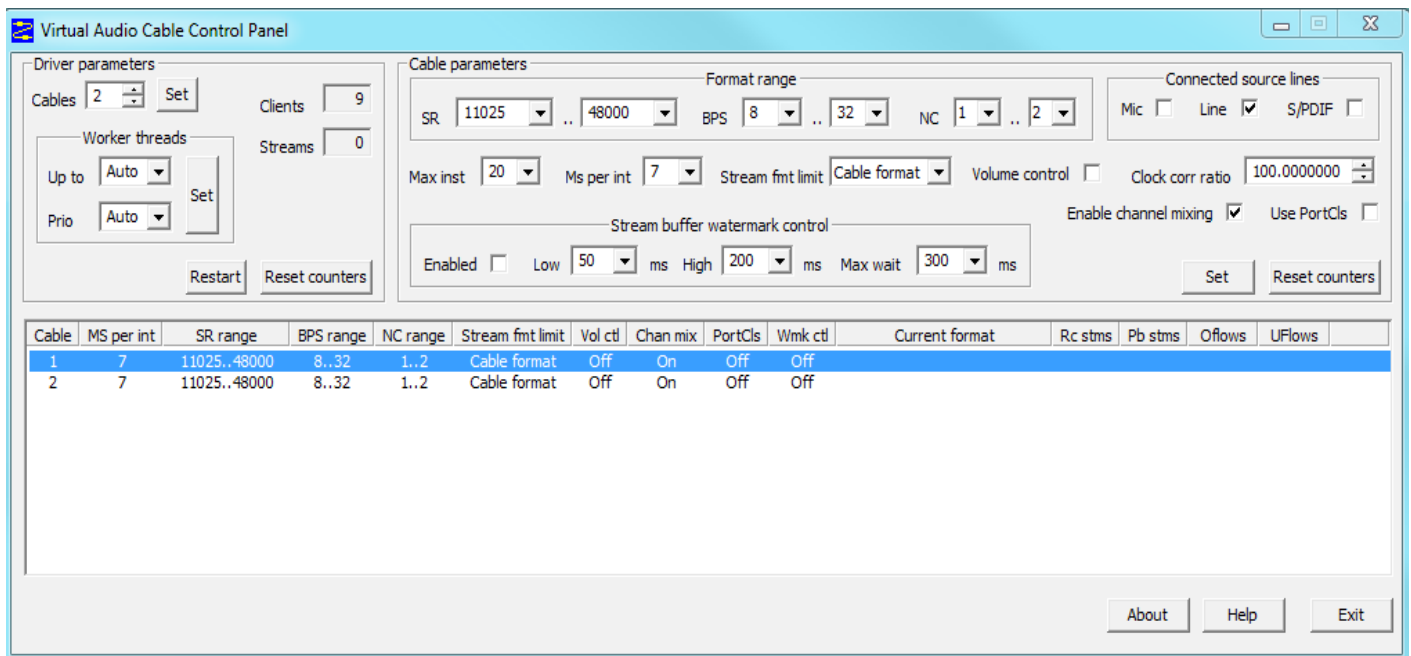 Virtual Audio Cable Control Panel
Driver parameters
Cables 2 Set
Clients 9
Streams 0
Worker threads
Up to Auto
Prio Auto
Set
Restart Reset counters
Cable parameters
Format range
SR 11025 .. 48000 BPS 8 .. 32 NC 1 .. 2
Connected source lines
Mic Line S/PDIF
Max inst 20 Ms per int 7 Stream fmt limit Cable format Volume control Clock corr ratio 100.0000000
Enable channel mixing Use PortCls
Stream buffer watermark control
Enabled Low 50 ms High 200 ms Max wait 300 ms
Set Reset counters
Cable MS per int SR range BPS range NC range Stream fmt limit Vol ctl Chan mix PortCls Wmk ctl Current format Rc stms Pb stms Oflows UFlows
1 7 11025..48000 8..32 1..2 Cable format Off On Off Off
2 7 11025..48000 8..32 1..2 Cable format Off On Off Off
About Help Exit